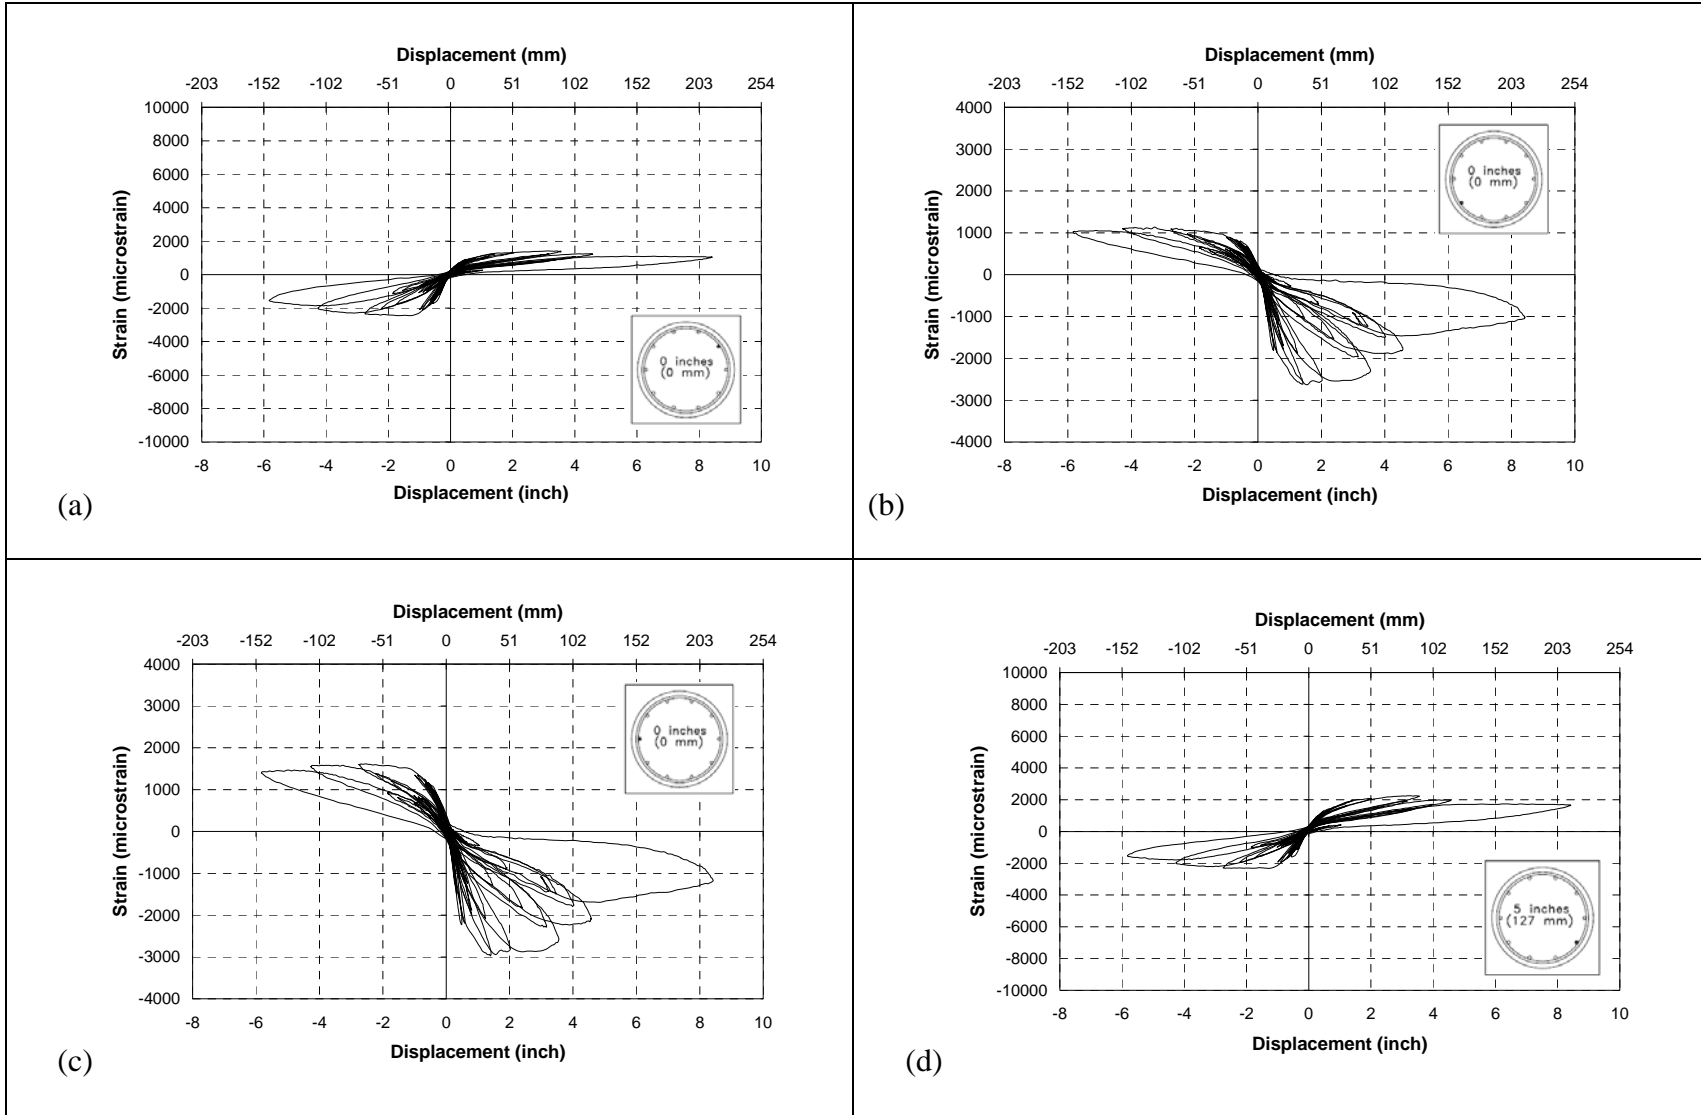 Displacement (mm)
-203 -152 -102 -51 0 51 102 152 203 254
10000
8000
6000
4000
2000
0
-2000
-4000
-6000
-8000
-10000
Strain (microstrain)
0 inches
(0 mm)
-8 -6 -4 -2 0 2 4 6 8 10
Displacement (inch)
(a)
Displacement (mm)
-203 -152 -102 -51 0 51 102 152 203 254
4000
3000
2000
1000
0
-1000
-2000
-3000
-4000
Strain (microstrain)
0 inches
(0 mm)
-8 -6 -4 -2 0 2 4 6 8 10
Displacement (inch)
(b)
Displacement (mm)
-203 -152 -102 -51 0 51 102 152 203 254
4000
3000
2000
1000
0
-1000
-2000
-3000
-4000
Strain (microstrain)
0 inches
(0 mm)
-8 -6 -4 -2 0 2 4 6 8 10
Displacement (inch)
(c)
Displacement (mm)
-203 -152 -102 -51 0 51 102 152 203 254
10000
8000
6000
4000
2000
0
-2000
-4000
-6000
-8000
-10000
Strain (microstrain)
5 inches
(127 mm)
-8 -6 -4 -2 0 2 4 6 8 10
Displacement (inch)
(d)